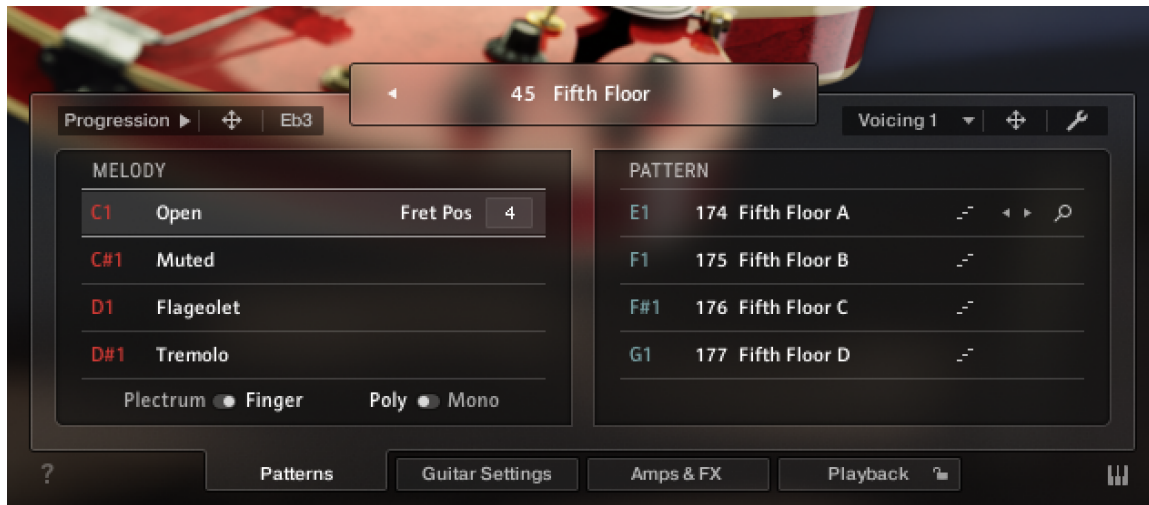 45 Fifth Floor
Progression Eb3
Voicing 1
MELODY
C1 Open Fret Pos 4
C#1 Muted
D1 Flageolet
D#1 Tremolo
Plectrum Finger Poly Mono
PATTERN
E1 174 Fifth Floor A
F1 175 Fifth Floor B
F#1 176 Fifth Floor C
G1 177 Fifth Floor D
? Patterns Guitar Settings Amps & FX Playback